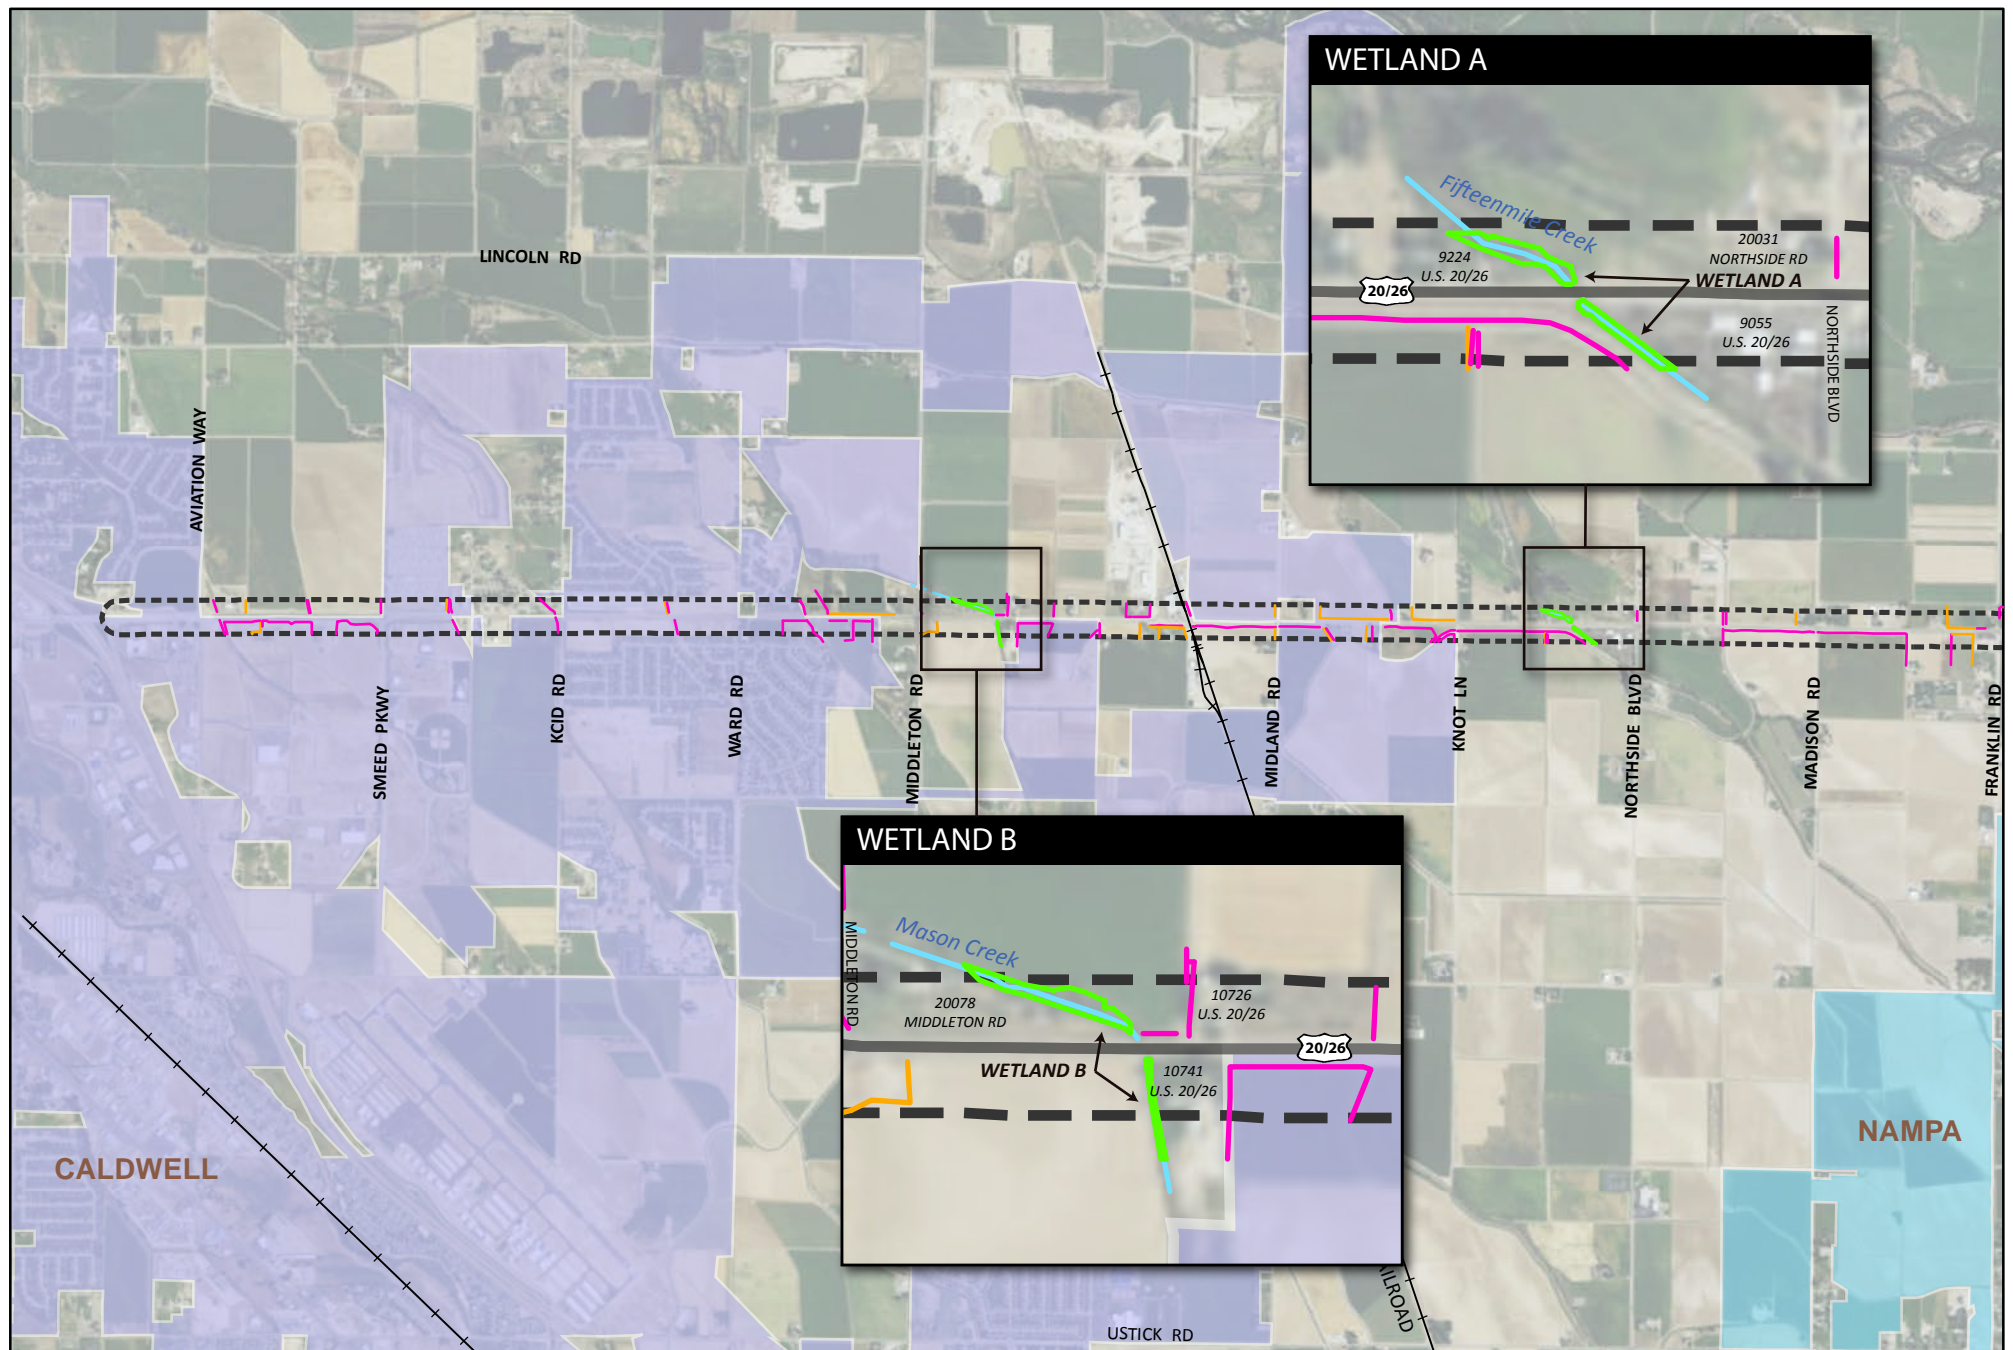 WETLAND A
Fifteenmile Creek
20031
NORTHSIDE RD
9224
U.S. 20/26
WETLAND A
20/26
9055
U.S. 20/26
NORTHSIDE BLVD
LINCOLN RD
AVIATION WAY
SMEED PKWY
KCID RD
WARD RD
MIDDLETON RD
MIDLAND RD
KNOT LN
NORTHSIDE BLVD
MADISON RD
FRANKLIN RD
WETLAND B
MIDDLETON RD
Mason Creek
20078
MIDDLETON RD
10726
U.S. 20/26
20/26
WETLAND B
10741
U.S. 20/26
CALDWELL
NAMPA
ILROAD
USTICK RD